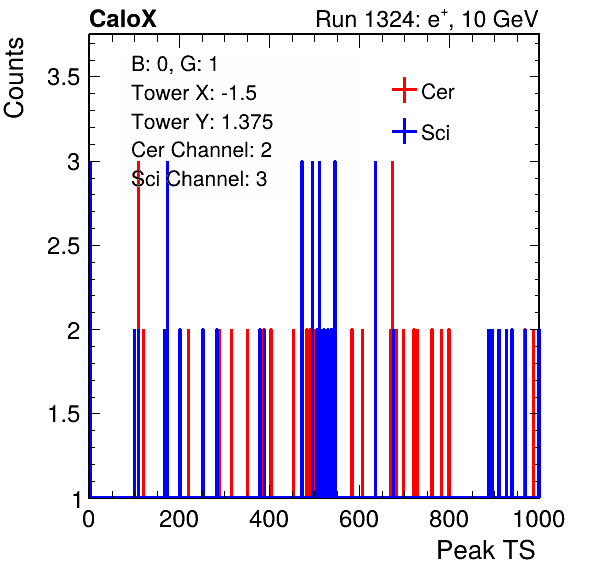 CaloX Run 1324: e+, 10 GeV
Counts
B: 0, G: 1
Tower X: -1.5
Tower Y: 1.375
Cer Channel: 2
Sci Channel: 3
Cer
Sci
3.5
3
2.5
2
1.5
1
0 200 400 600 800 1000
Peak TS